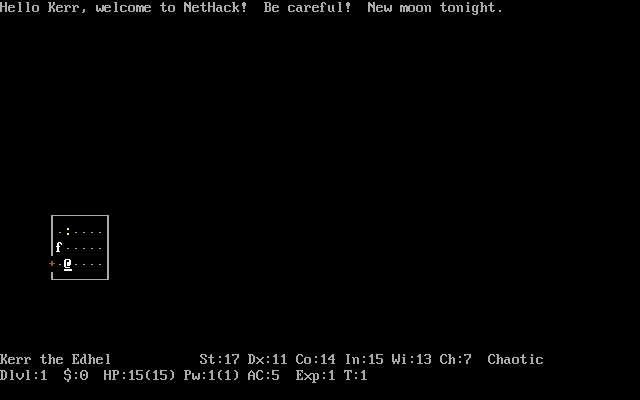 Hello Kerr, welcome to NetHack!  Be careful!  New moon tonight.
.:....
f.....
+.@....
Kerr the Edhel          St:17 Dx:11 Co:14 In:15 Wi:13 Ch:7  Chaotic
Dlvl:1  $:0  HP:15(15) Pw:1(1) AC:5  Exp:1 T:1